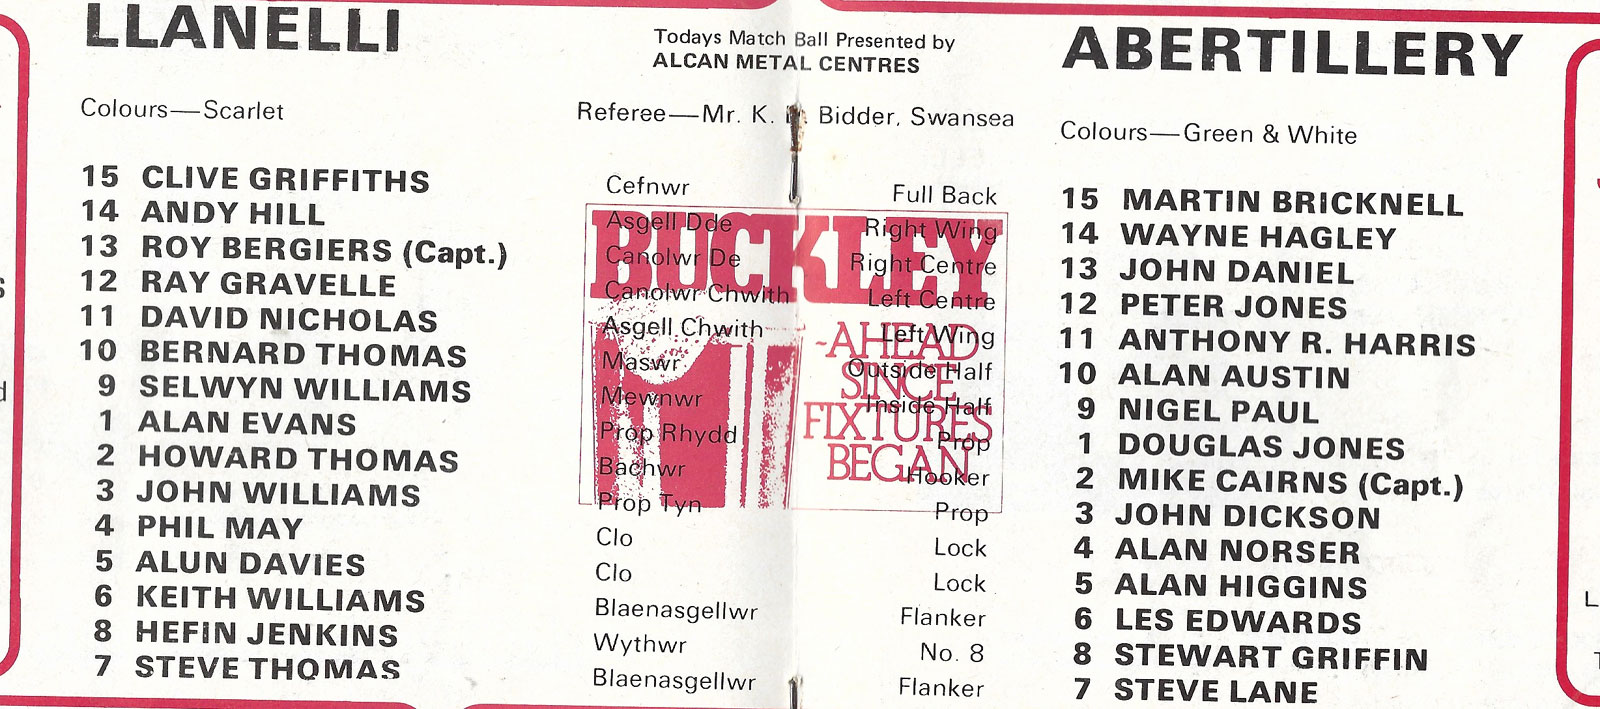 LLANELLI
Colours—Scarlet
15 CLIVE GRIFFITHS
14 ANDY HILL
13 ROY BERGIERS (Capt.)
12 RAY GRAVELLE
11 DAVID NICHOLAS
10 BERNARD THOMAS
9 SELWYN WILLIAMS
1 ALAN EVANS
2 HOWARD THOMAS
3 JOHN WILLIAMS
4 PHIL MAY
5 ALUN DAVIES
6 KEITH WILLIAMS
8 HEFIN JENKINS
7 STEVE THOMAS
Todays Match Ball Presented by
ALCAN METAL CENTRES
Referee—Mr. K. Bidder, Swansea
Cefnwr Full Back
Asgell Dde Right Wing
Canolwr De Right Centre
Canolwr Chwith Left Centre
Asgell Chwith Left Wing
Maswr Outside Half
Mewnwr Inside Half
Prop Rhydd Prop
Bachwr Hooker
Prop Tyn Prop
Clo Lock
Clo Lock
Blaenasgellwr Flanker
Wythwr No. 8
Blaenasgellwr Flanker
BUCKLEY
-AHEAD
SINCE
FIXTURES
BEGAN
ABERTILLERY
Colours—Green & White
15 MARTIN BRICKNELL
14 WAYNE HAGLEY
13 JOHN DANIEL
12 PETER JONES
11 ANTHONY R. HARRIS
10 ALAN AUSTIN
9 NIGEL PAUL
1 DOUGLAS JONES
2 MIKE CAIRNS (Capt.)
3 JOHN DICKSON
4 ALAN NORSER
5 ALAN HIGGINS
6 LES EDWARDS
8 STEWART GRIFFIN
7 STEVE LANE